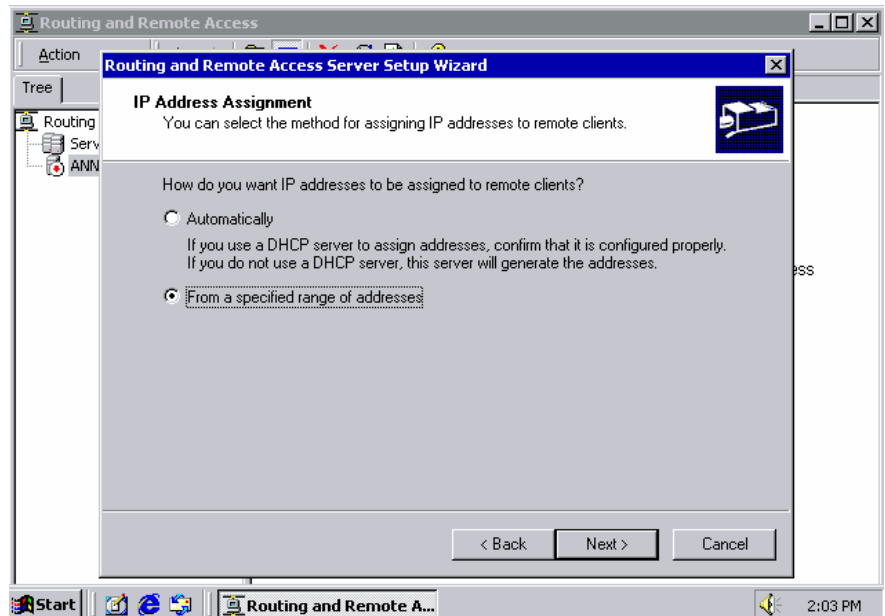 Routing and Remote Access
Action
Tree
Routing
Serv
ANN
Routing and Remote Access Server Setup Wizard
IP Address Assignment
You can select the method for assigning IP addresses to remote clients.
How do you want IP addresses to be assigned to remote clients?
Automatically
If you use a DHCP server to assign addresses, confirm that it is configured properly.
If you do not use a DHCP server, this server will generate the addresses.
From a specified range of addresses
ess
< Back
Next >
Cancel
Start
Routing and Remote A...
2:03 PM